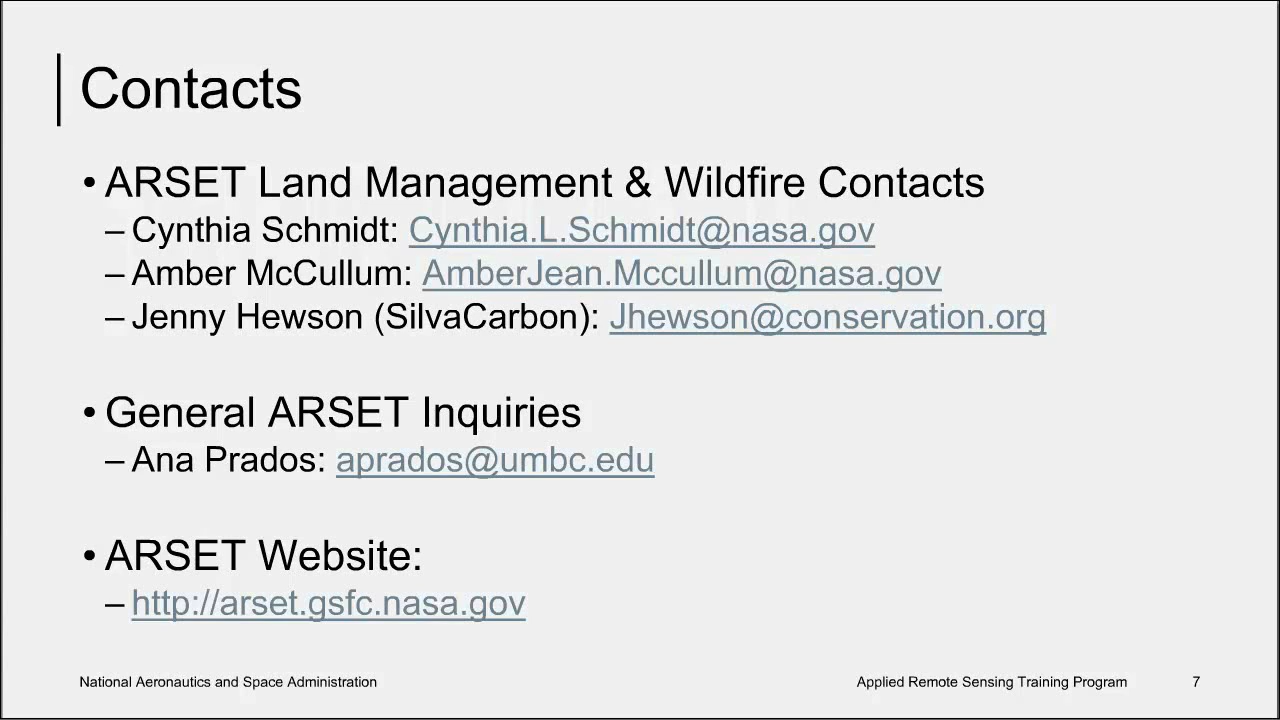 Contacts
• ARSET Land Management & Wildfire Contacts
– Cynthia Schmidt: Cynthia.L.Schmidt@nasa.gov
– Amber McCullum: AmberJean.Mccullum@nasa.gov
– Jenny Hewson (SilvaCarbon): Jhewson@conservation.org
• General ARSET Inquiries
– Ana Prados: aprados@umbc.edu
• ARSET Website:
– http://arset.gsfc.nasa.gov
National Aeronautics and Space Administration
Applied Remote Sensing Training Program
7